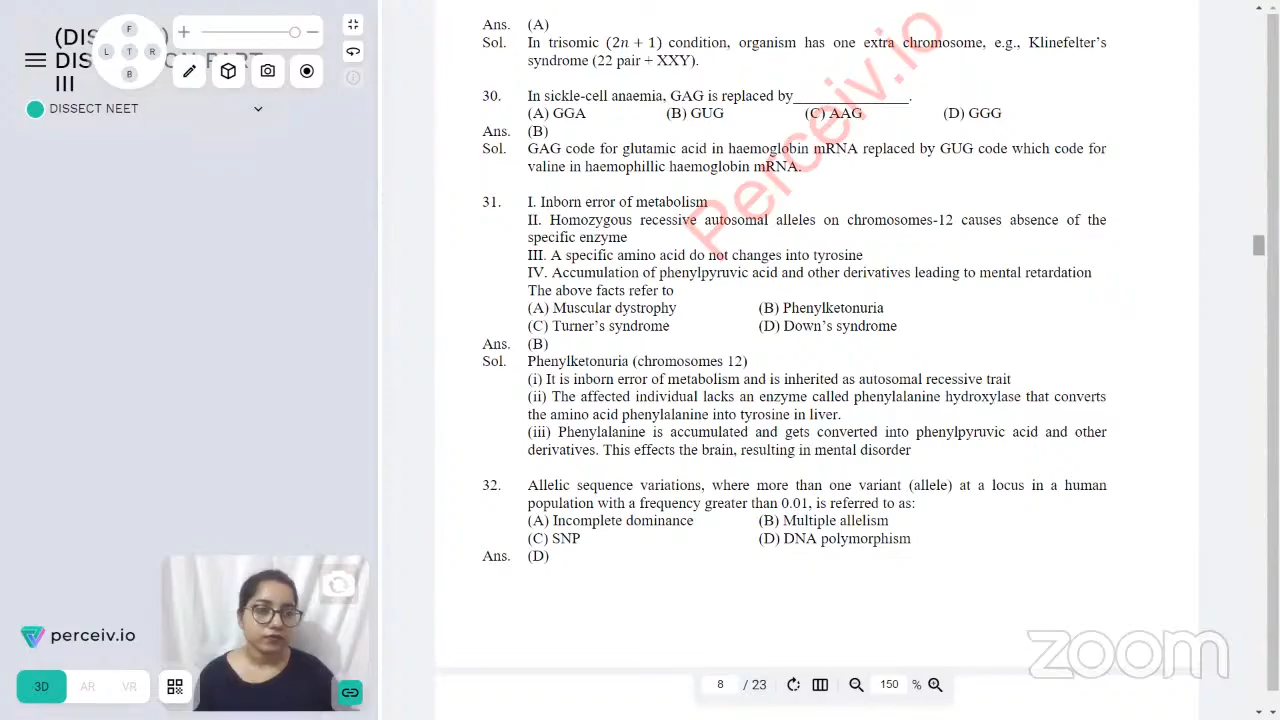 (DISSECT)
DISCUSSION PART
III
DISSECT NEET
F
L T R
B
Ans. (A)
Sol. In trisomic (2n + 1) condition, organism has one extra chromosome, e.g., Klinefelter's
syndrome (22 pair + XXY).
30. In sickle-cell anaemia, GAG is replaced by_______________.
(A) GGA (B) GUG (C) AAG (D) GGG
Ans. (B)
Sol. GAG code for glutamic acid in haemoglobin mRNA replaced by GUG code which code for
valine in haemophillic haemoglobin mRNA.
31. I. Inborn error of metabolism
II. Homozygous recessive autosomal alleles on chromosomes-12 causes absence of the
specific enzyme
III. A specific amino acid do not changes into tyrosine
IV. Accumulation of phenylpyruvic acid and other derivatives leading to mental retardation
The above facts refer to
(A) Muscular dystrophy (B) Phenylketonuria
(C) Turner's syndrome (D) Down's syndrome
Ans. (B)
Sol. Phenylketonuria (chromosomes 12)
(i) It is inborn error of metabolism and is inherited as autosomal recessive trait
(ii) The affected individual lacks an enzyme called phenylalanine hydroxylase that converts
the amino acid phenylalanine into tyrosine in liver.
(iii) Phenylalanine is accumulated and gets converted into phenylpyruvic acid and other
derivatives. This effects the brain, resulting in mental disorder
32. Allelic sequence variations, where more than one variant (allele) at a locus in a human
population with a frequency greater than 0.01, is referred to as:
(A) Incomplete dominance (B) Multiple allelism
(C) SNP (D) DNA polymorphism
Ans. (D)
Perceiv.io
perceiv.io
3D AR VR
8 / 23 150 %
zoom